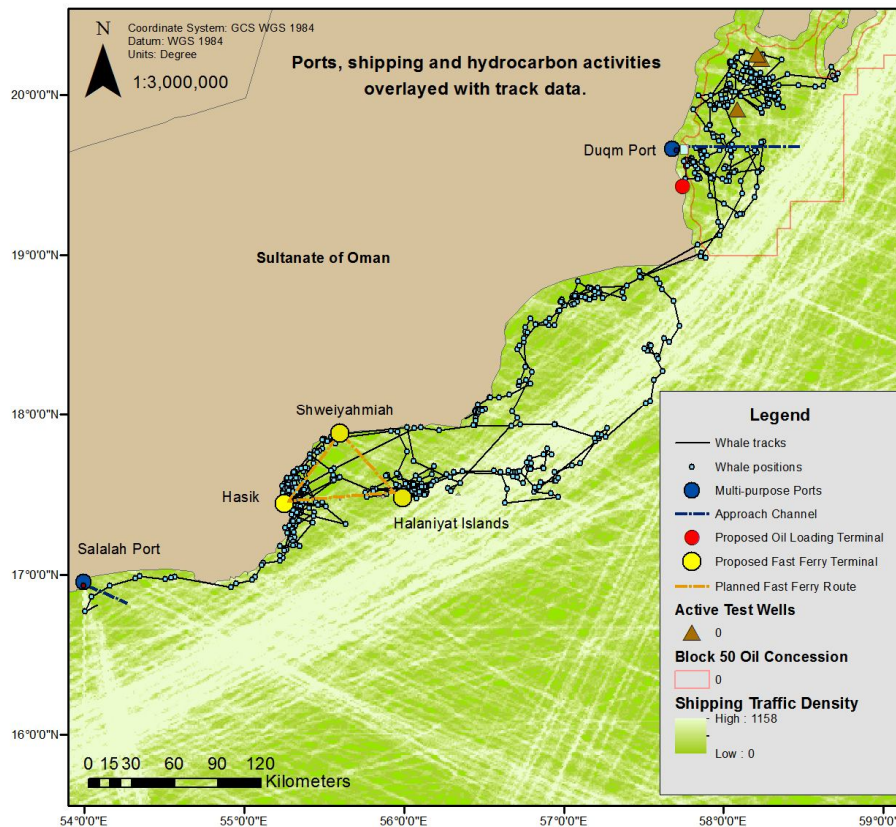 N
Coordinate System: GCS WGS 1984
Datum: WGS 1984
Units: Degree
1:3,000,000
Ports, shipping and hydrocarbon activities
overlayed with track data.
20°0'0"N
Duqm Port
19°0'0"N
Sultanate of Oman
18°0'0"N
Shweiyahmiah
Hasik
Halaniyat Islands
Salalah Port
17°0'0"N
16°0'0"N
0 15 30 60 90 120
Kilometers
54°0'0"E 55°0'0"E 56°0'0"E 57°0'0"E 58°0'0"E 59°0'0"E
Legend
Whale tracks
Whale positions
Multi-purpose Ports
Approach Channel
Proposed Oil Loading Terminal
Proposed Fast Ferry Terminal
Planned Fast Ferry Route
Active Test Wells
0
Block 50 Oil Concession
0
Shipping Traffic Density
High : 1158
Low : 0